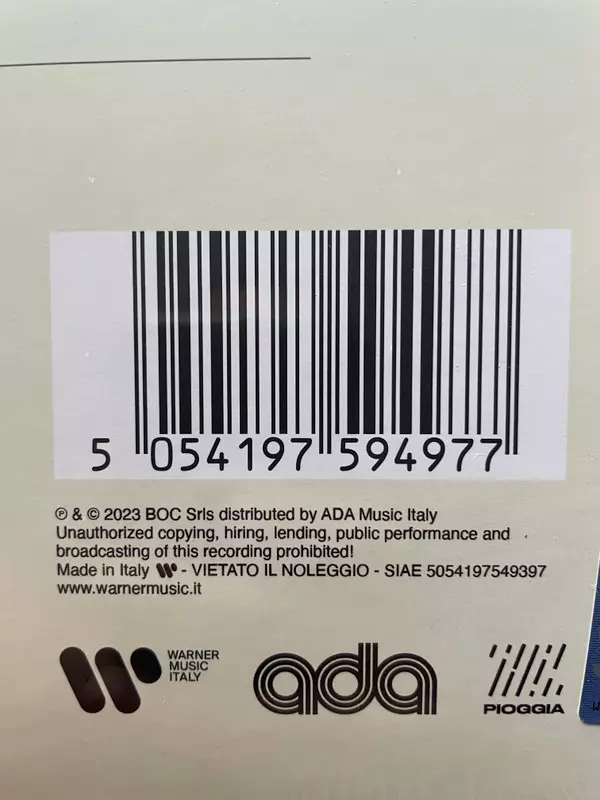 5 054197 594977
℗ & © 2023 BOC Srls distributed by ADA Music Italy
Unauthorized copying, hiring, lending, public performance and
broadcasting of this recording prohibited!
Made in Italy - VIETATO IL NOLEGGIO - SIAE 5054197549397
www.warnermusic.it
WARNER
MUSIC
ITALY
ada
PIOGGIA